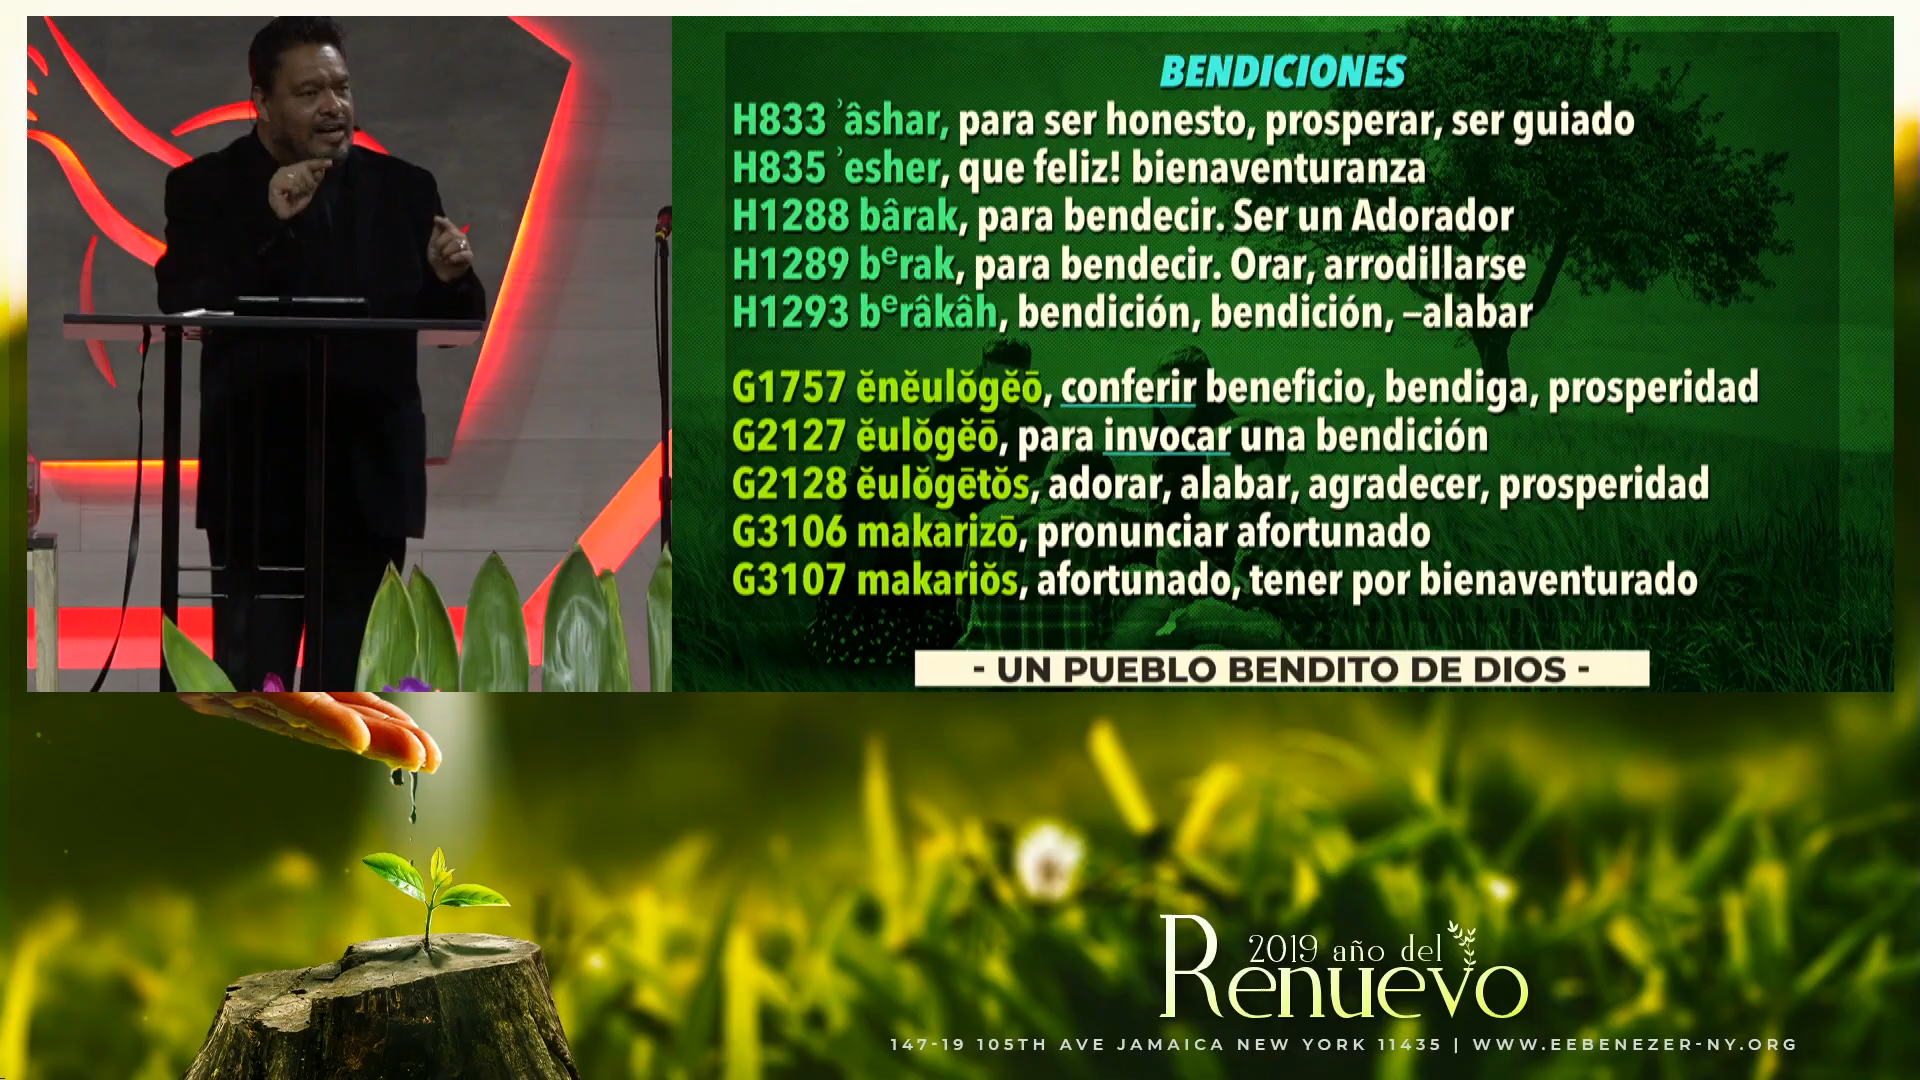 BENDICIONES
H833 ʾâshar, para ser honesto, prosperar, ser guiado
H835 ʾesher, que feliz! bienaventuranza
H1288 bârak, para bendecir. Ser un Adorador
H1289 bᵉrak, para bendecir. Orar, arrodillarse
H1293 bᵉrâkâh, bendición, bendición, –alabar
G1757 ĕnĕulŏgĕō, conferir beneficio, bendiga, prosperidad
G2127 ĕulŏgĕō, para invocar una bendición
G2128 ĕulŏgētŏs, adorar, alabar, agradecer, prosperidad
G3106 makarizō, pronunciar afortunado
G3107 makariŏs, afortunado, tener por bienaventurado
- UN PUEBLO BENDITO DE DIOS -
2019 año del
Renuevo
147-19 105TH AVE JAMAICA NEW YORK 11435 | WWW.EEBENEZER-NY.ORG